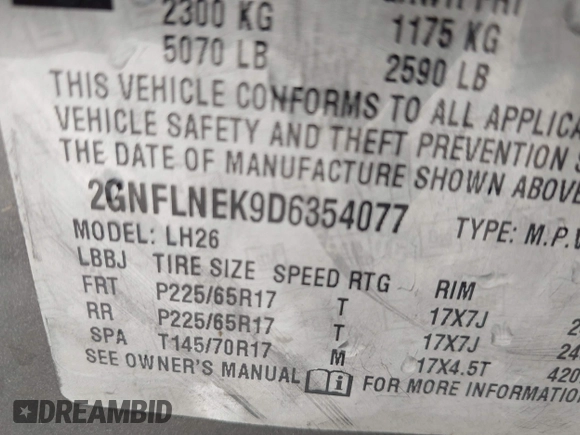 2300 KG
5070 LB
1175 KG
2590 LB
THIS VEHICLE CONFORMS TO ALL
VEHICLE SAFETY AND THEFT PREVENTION
THE DATE OF MANUFACTURE SHOWN ABOVE
2GNFLNEK9D6354077 TYPE: M.P.V
MODEL: LH26
LBBJ TIRE SIZE SPEED RTG RIM
FRT P225/65R17 T 17X7J
RR P225/65R17 T 17X7J 24
SPA T145/70R17 M 17X4.5T 420
SEE OWNER'S MANUAL i FOR MORE INFORMATION
DREAMBID